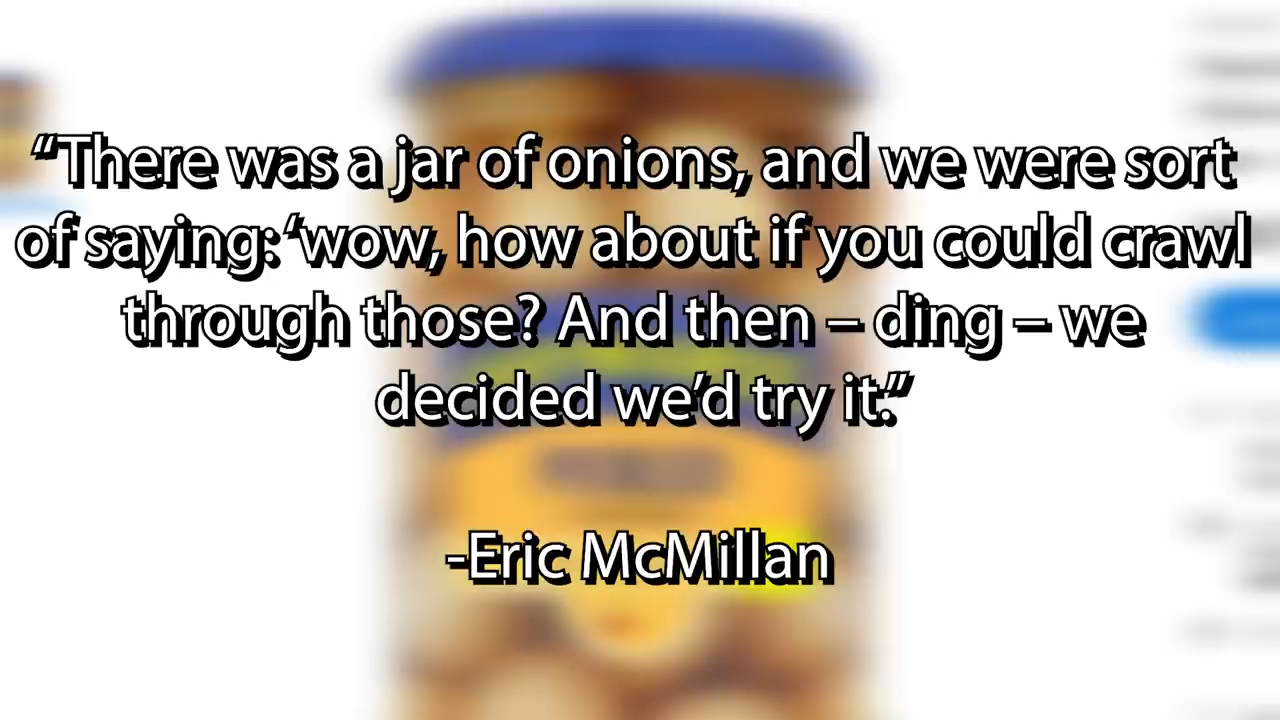 “There was a jar of onions, and we were sort
of saying: ‘wow, how about if you could crawl
through those? And then – ding – we
decided we’d try it.”
-Eric McMillan